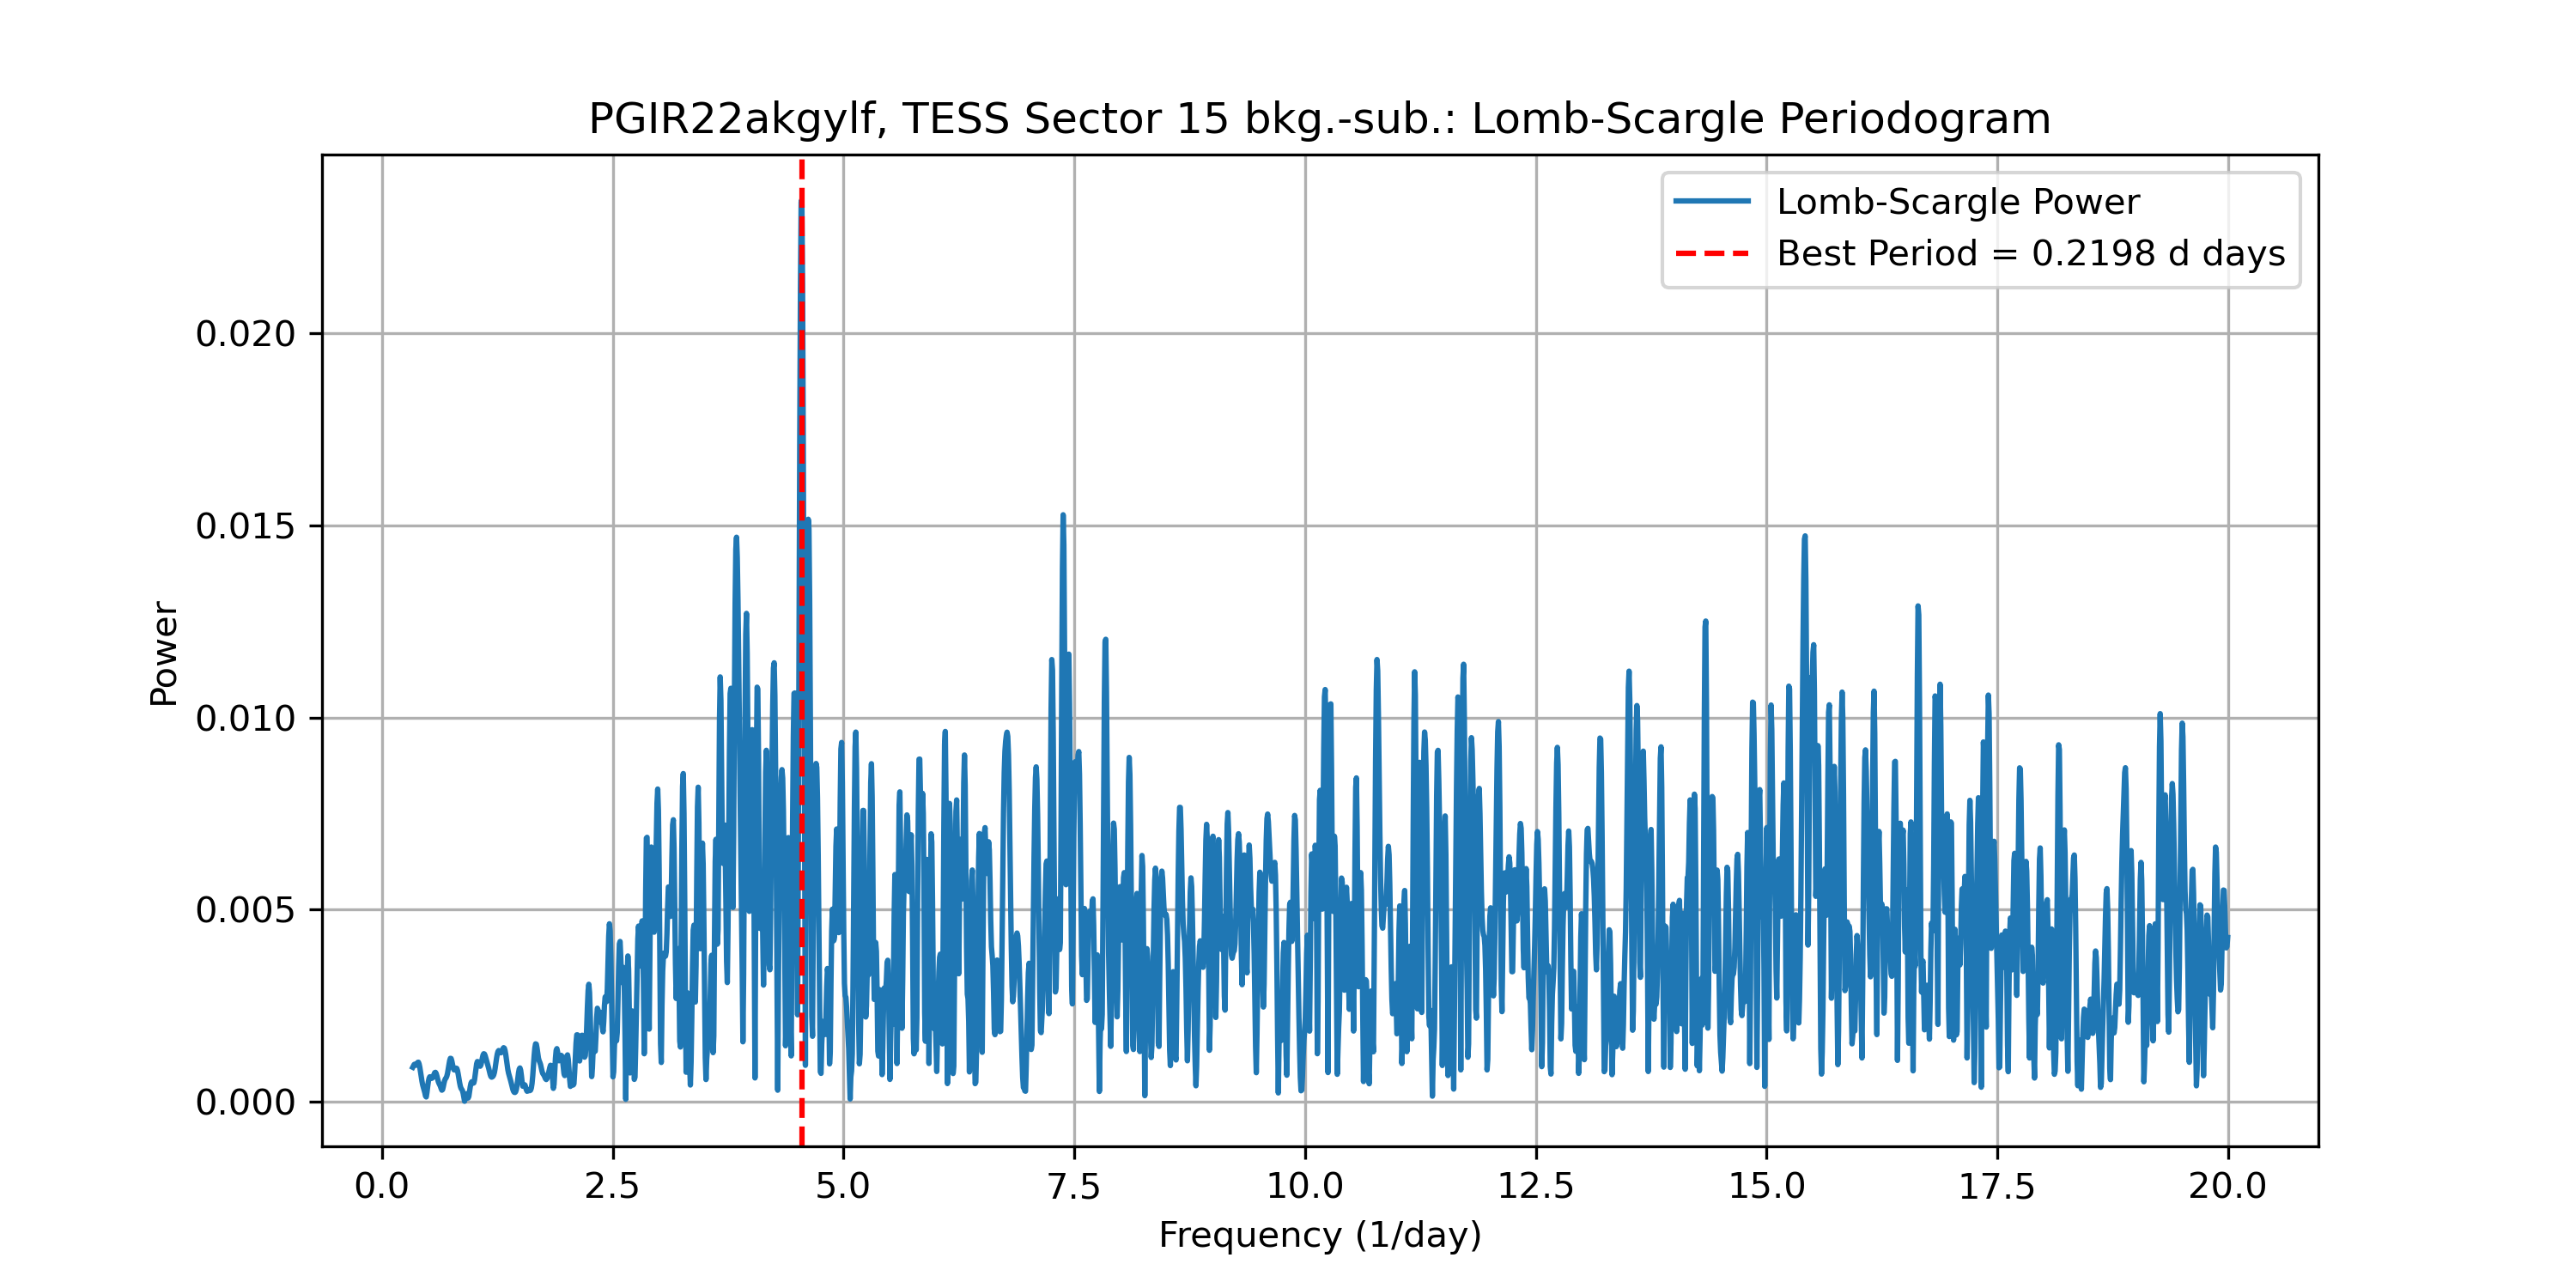 PGIR22akgylf, TESS Sector 15 bkg.-sub.: Lomb-Scargle Periodogram
Lomb-Scargle Power
Best Period = 0.2198 d days
0.020
0.015
0.010
0.005
0.000
Power
0.0 2.5 5.0 7.5 10.0 12.5 15.0 17.5 20.0
Frequency (1/day)